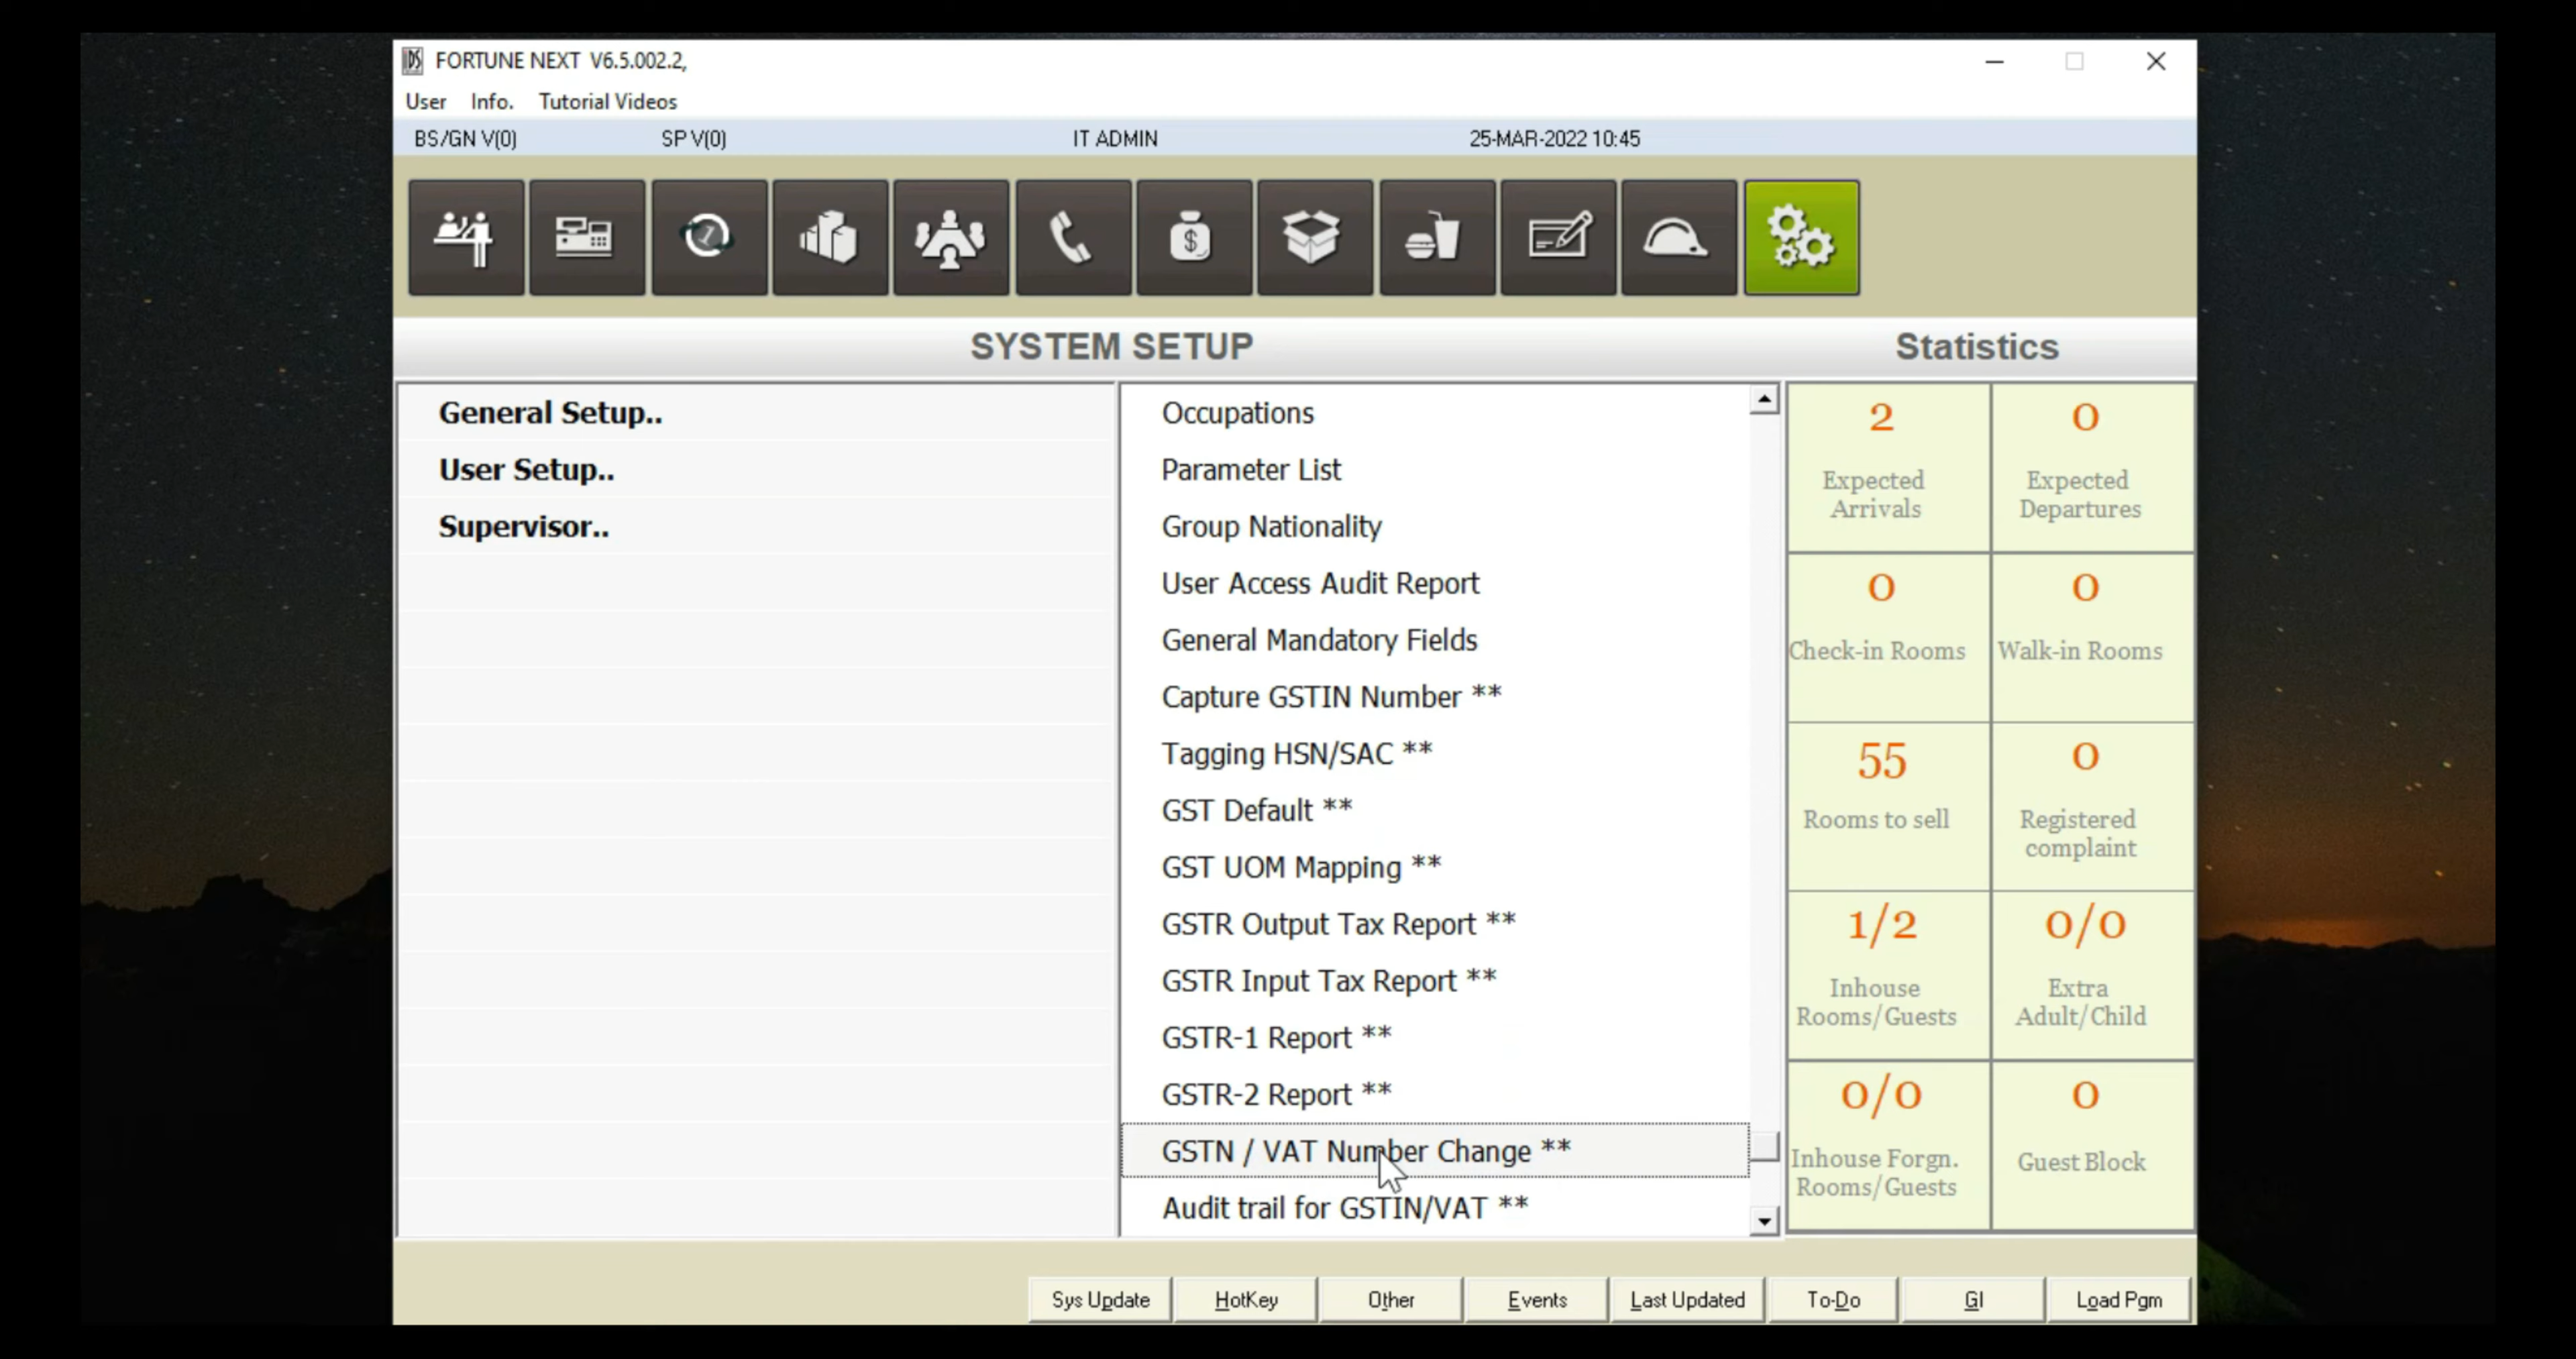 IDS FORTUNE NEXT V6.5.002.2,
User Info. Tutorial Videos
BS/GN V(0) SP V(0) IT ADMIN 25-MAR-2022 10:45
SYSTEM SETUP
General Setup..
User Setup..
Supervisor..
Occupations
Parameter List
Group Nationality
User Access Audit Report
General Mandatory Fields
Capture GSTIN Number **
Tagging HSN/SAC **
GST Default **
GST UOM Mapping **
GSTR Output Tax Report **
GSTR Input Tax Report **
GSTR-1 Report **
GSTR-2 Report **
GSTN / VAT Number Change **
Audit trail for GSTIN/VAT **
Statistics
2 0
Expected Expected
Arrivals Departures
0 0
Check-in Rooms Walk-in Rooms
55 0
Rooms to sell Registered
complaint
1/2 0/0
Inhouse Extra
Rooms/Guests Adult/Child
0/0 0
Inhouse Forgn. Guest Block
Rooms/Guests
Sys Update HotKey Other Events Last Updated To-Do GI Load Pgm